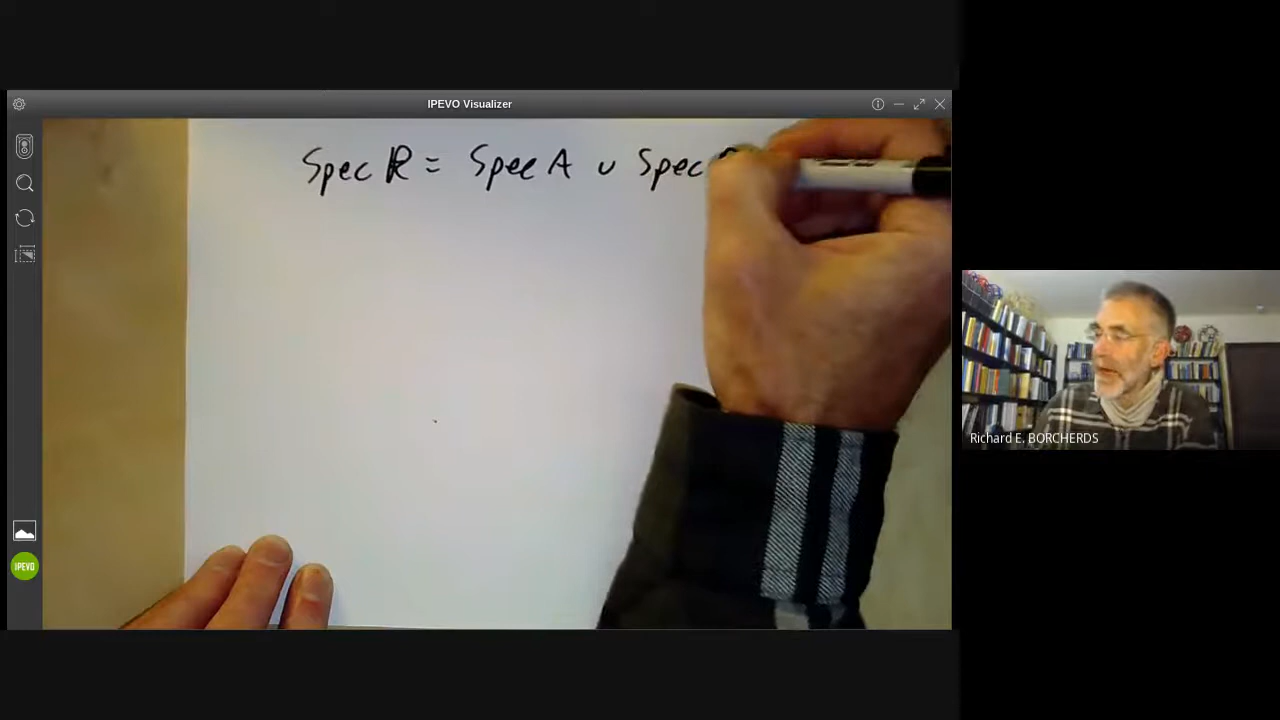 IPEVO Visualizer
Spec R = Spec A ∪ Spec
Richard E. BORCHERDS
IPEVO